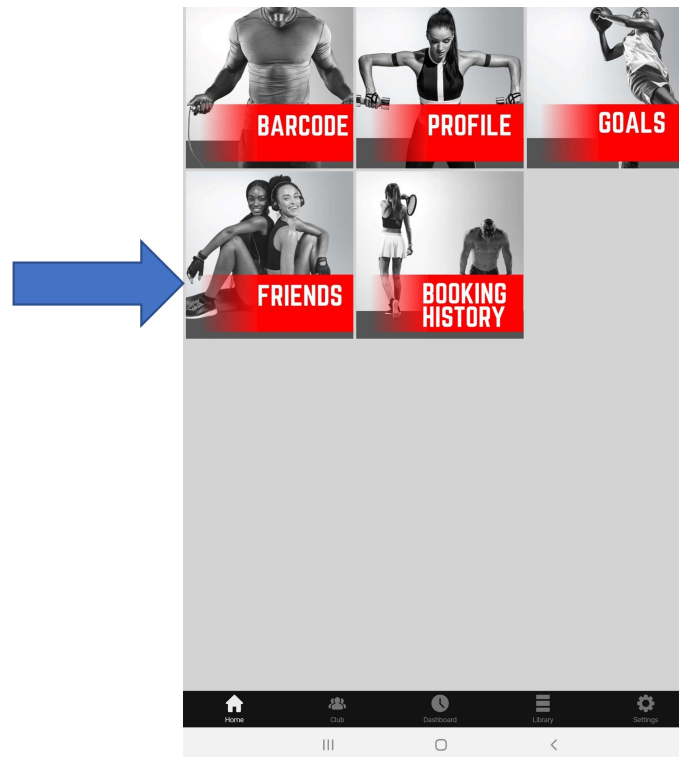 BARCODE
PROFILE
GOALS
FRIENDS
BOOKING
HISTORY
Home
Club
Dashboard
Library
Settings